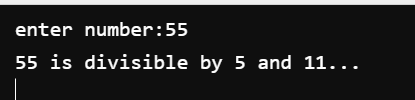 enter number:55
55 is divisible by 5 and 11...